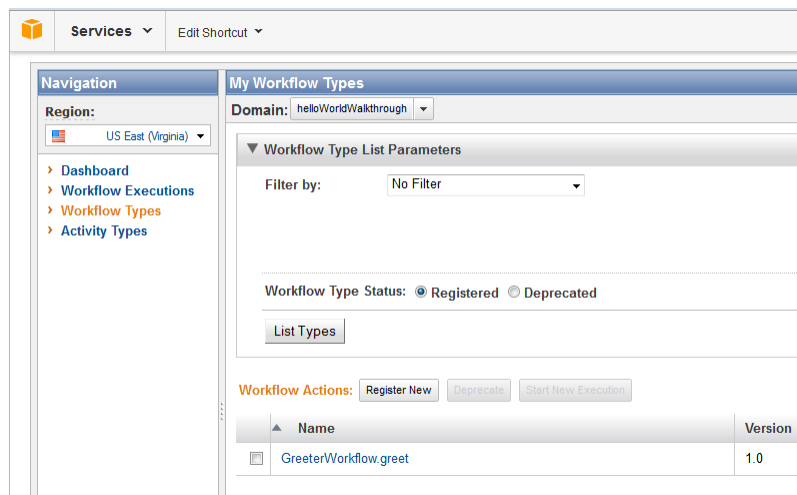 Services Edit Shortcut
Navigation
Region:
US East (Virginia)
Dashboard
Workflow Executions
Workflow Types
Activity Types
My Workflow Types
Domain: helloWorldWalkthrough
Workflow Type List Parameters
Filter by: No Filter
Workflow Type Status: Registered Deprecated
List Types
Workflow Actions: Register New Deprecate Start New Execution
Name Version
GreeterWorkflow.greet 1.0